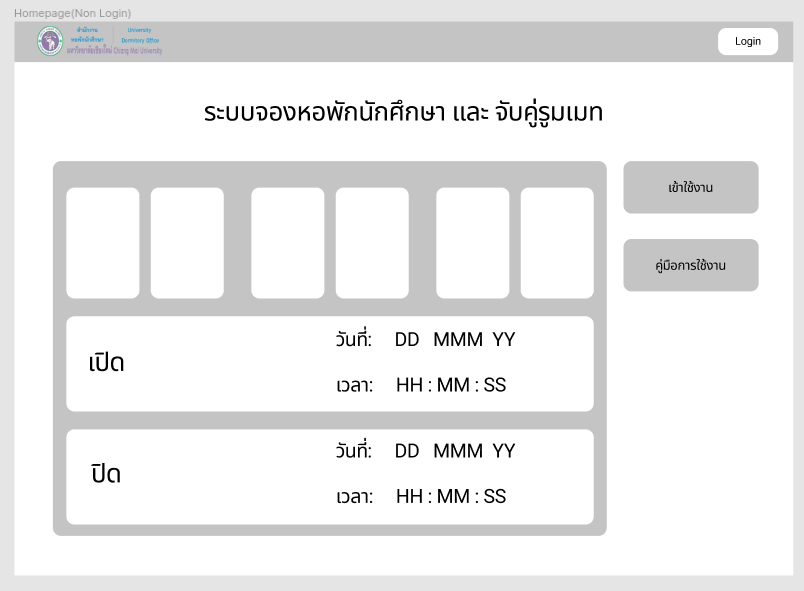 Homepage(Non Login)
สำนักงาน
หอพักนักศึกษา
University
Dormitory Office
มหาวิทยาลัยเชียงใหม่ Chiang Mai University
Login
ระบบจองหอพักนักศึกษา และ จับคู่รูมเมท
เข้าใช้งาน
คู่มือการใช้งาน
เปิด
วันที่: DD MMM YY
เวลา: HH : MM : SS
ปิด
วันที่: DD MMM YY
เวลา: HH : MM : SS